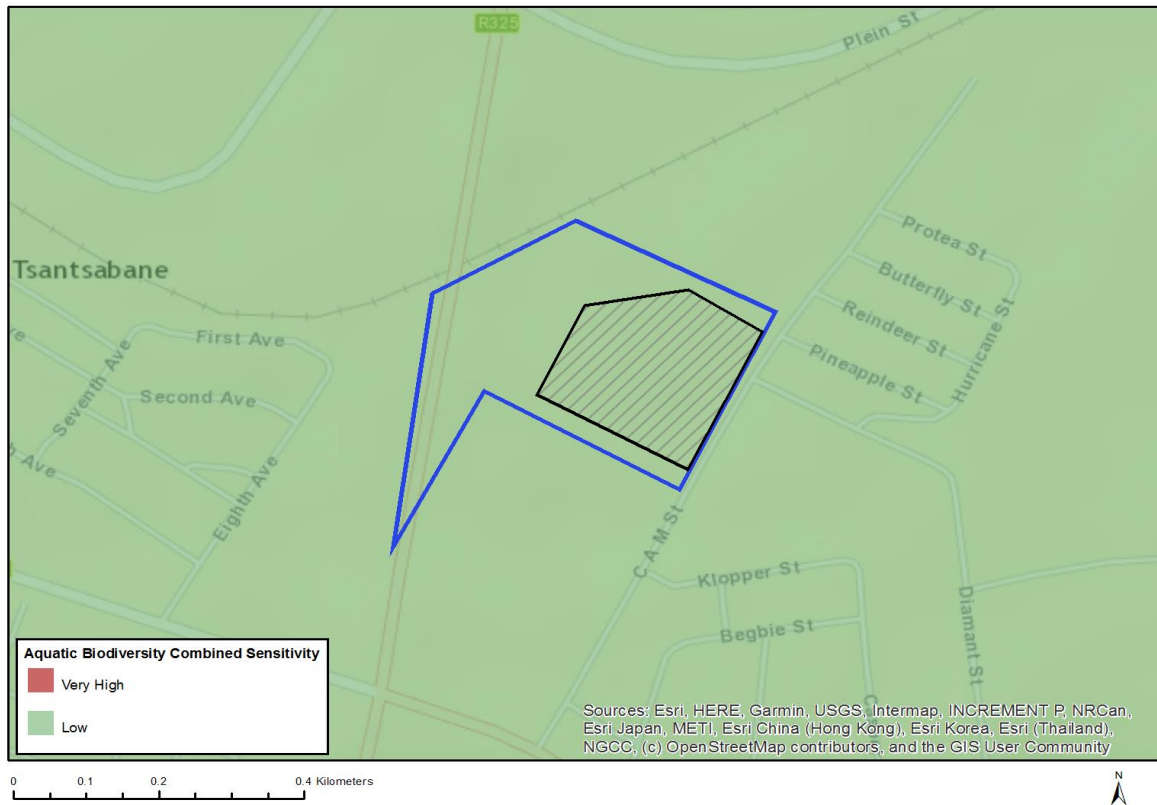 R325
Plein St
Protea St
Tsantsabane
Butterfly St
Reindeer St
Hurricane St
First Ave
Pineapple St
Seventh Ave
Second Ave
Ave
Eighth Ave
C A M St
Klopper St
Begbie St
Diamant St
Aquatic Biodiversity Combined Sensitivity
Very High
Low
Sources: Esri, HERE, Garmin, USGS, Intermap, INCREMENT P, NRCan,
Esri Japan, METI, Esri China (Hong Kong), Esri Korea, Esri (Thailand),
NGCC, (c) OpenStreetMap contributors, and the GIS User Community
0 0.1 0.2 0.4 Kilometers
N